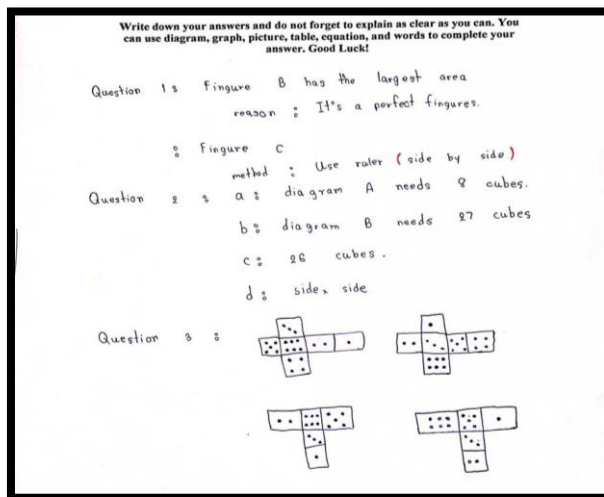 Write down your answers and do not forget to explain as clear as you can. You
can use diagram, graph, picture, table, equation, and words to complete your
answer. Good Luck!
Question 1 : Fingure B has the largest area
reason : It's a perfect fingures.
: Fingure C
method : Use ruler (side by side)
Question 2 : a : diagram A needs 8 cubes.
b : diagram B needs 27 cubes
c : 26 cubes.
d : side x side
Question 3 :